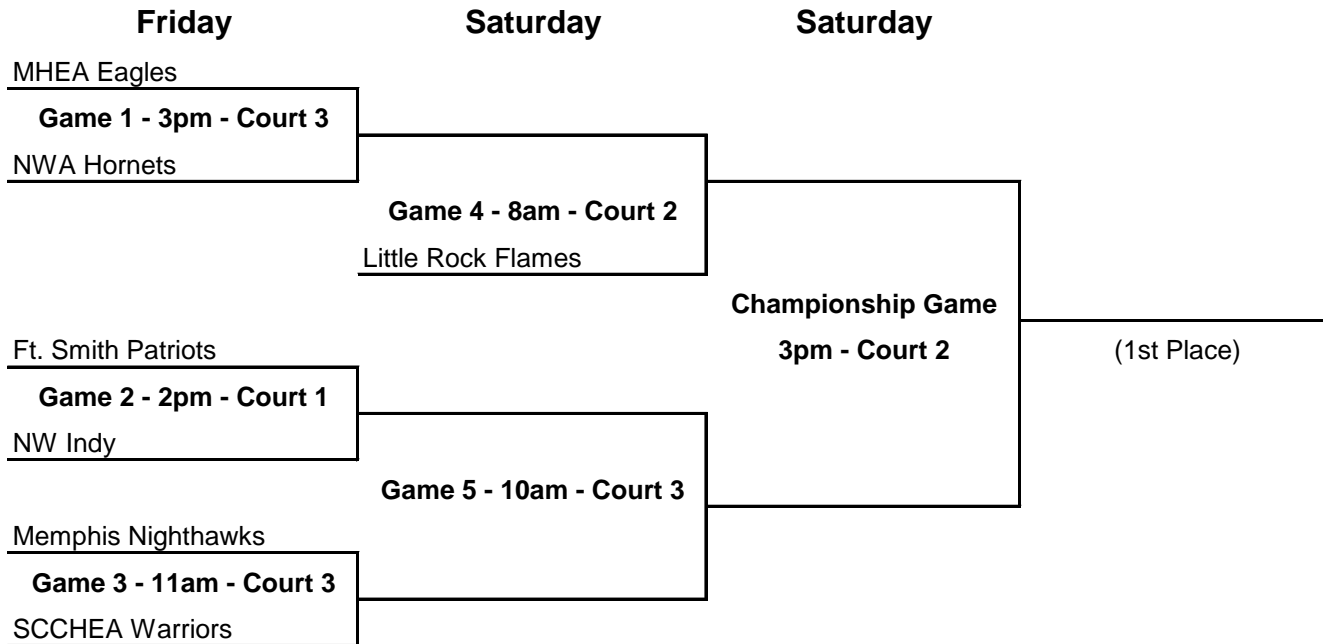 Friday Saturday Saturday
MHEA Eagles
Game 1 - 3pm - Court 3
NWA Hornets
Game 4 - 8am - Court 2
Little Rock Flames
Championship Game
Ft. Smith Patriots 3pm - Court 2 (1st Place)
Game 2 - 2pm - Court 1
NW Indy
Game 5 - 10am - Court 3
Memphis Nighthawks
Game 3 - 11am - Court 3
SCCHEA Warriors